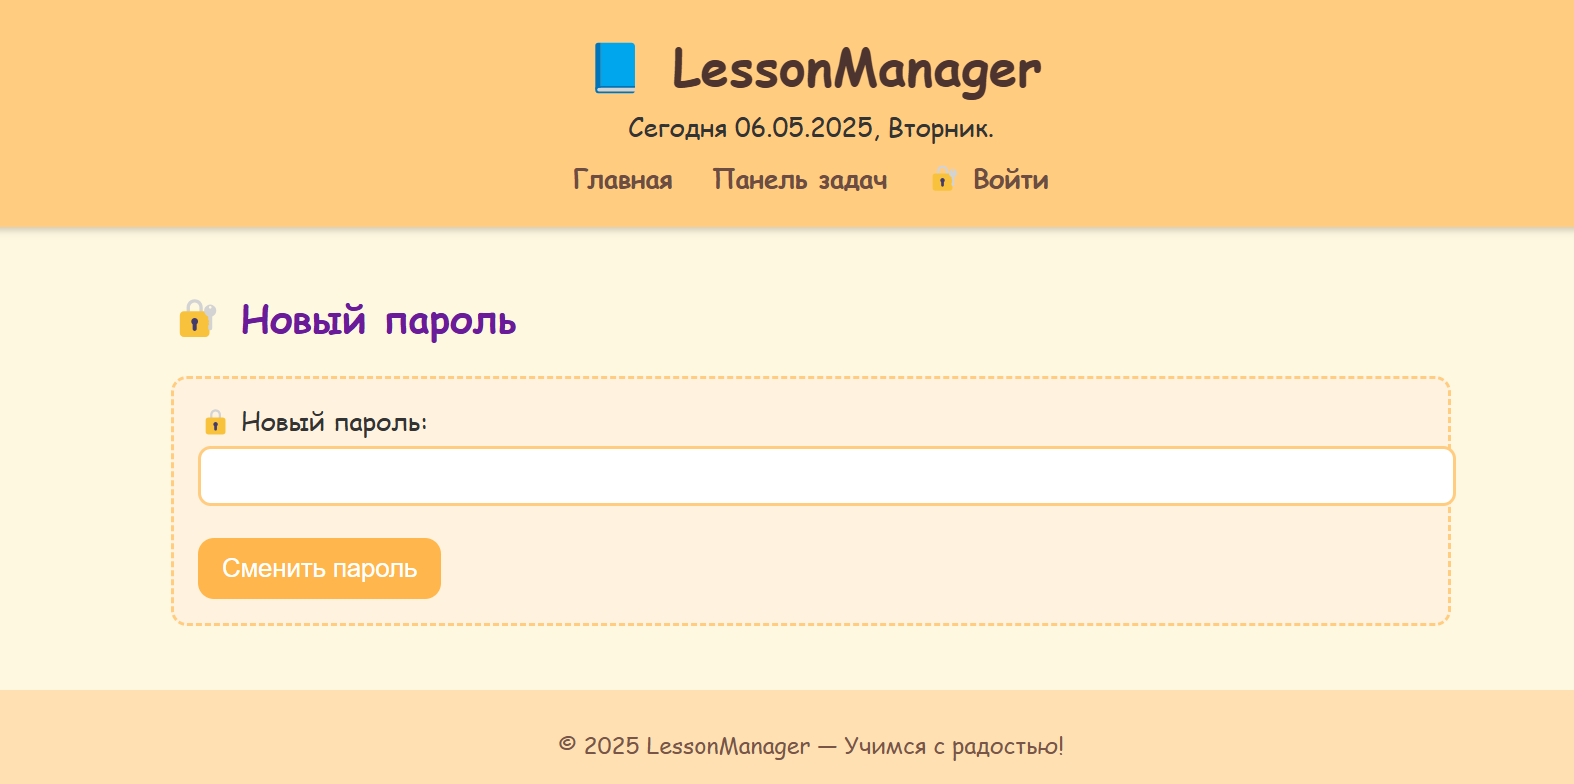 LessonManager
Сегодня 06.05.2025, Вторник.
Главная Панель задач Войти
Новый пароль
Новый пароль:
Сменить пароль
© 2025 LessonManager — Учимся с радостью!